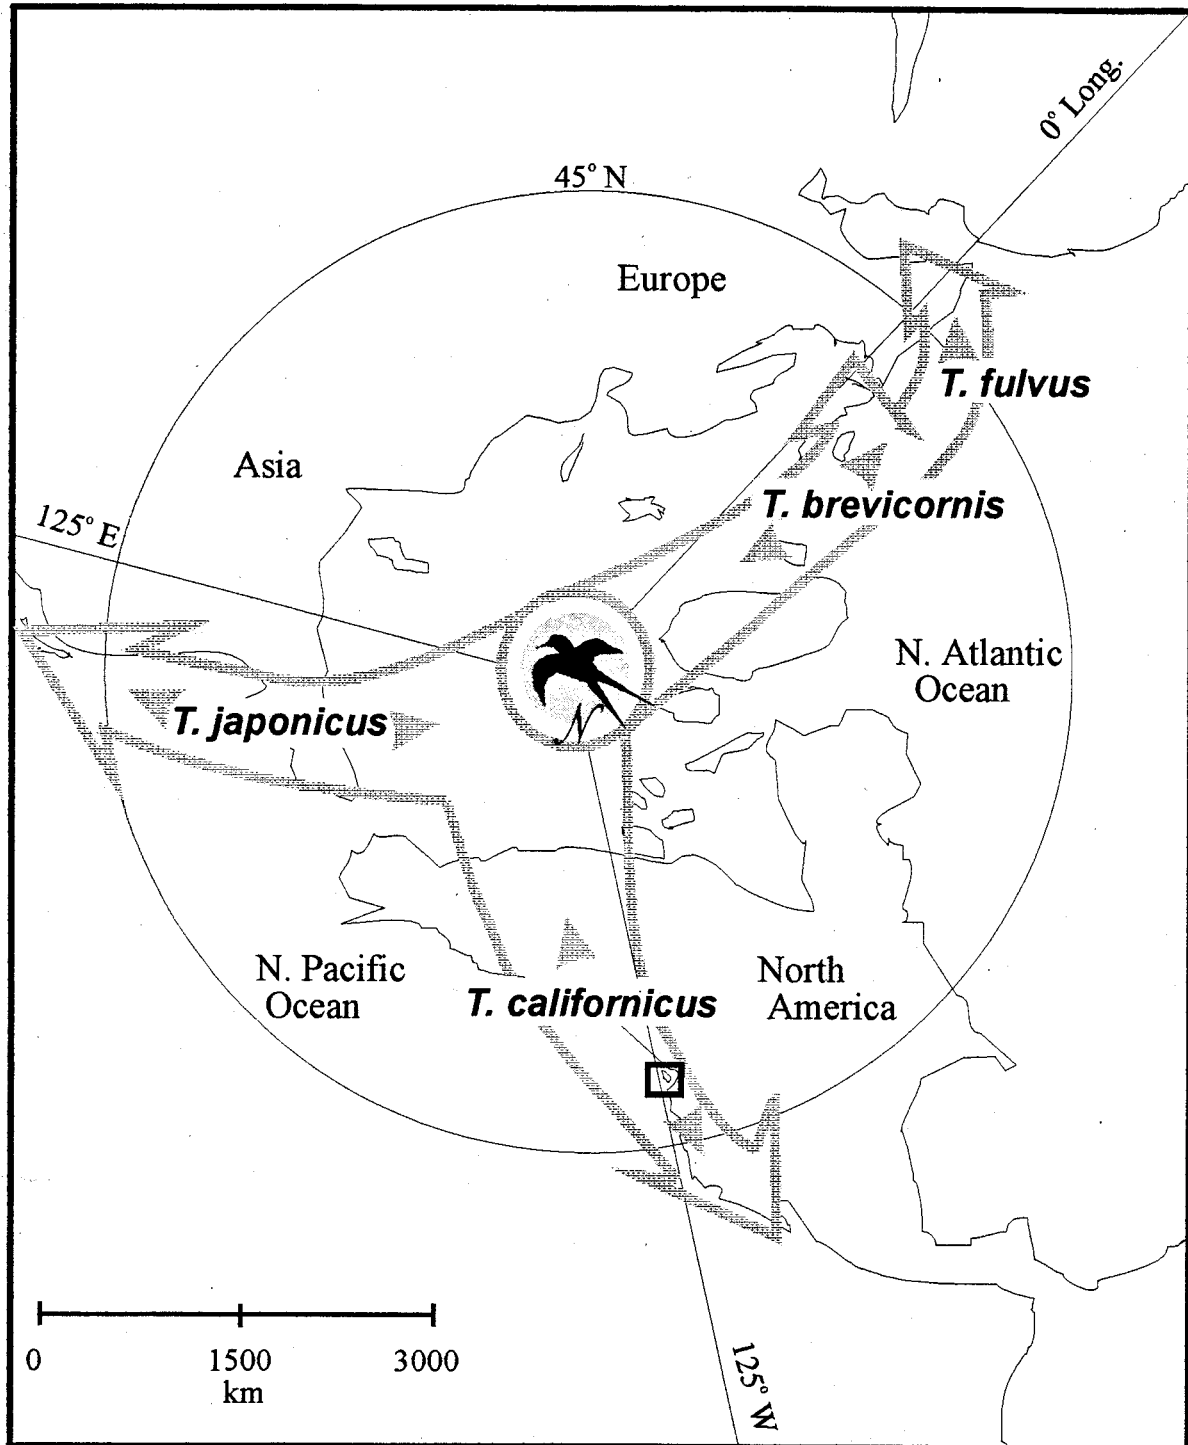 0° Long.
45° N
Europe
T. fulvus
Asia
T. brevicornis
125° E
N. Atlantic
Ocean
T. japonicus
N
N. Pacific
Ocean
North
America
T. californicus
0
1500
3000
km
125° W